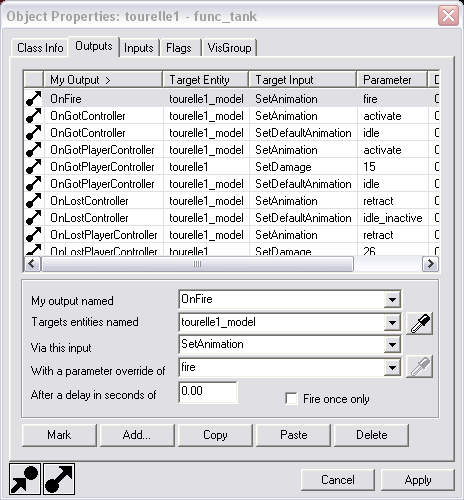 Object Properties: tourelle1 - func_tank
Class Info Outputs Inputs Flags VisGroup
My Output > Target Entity Target Input Parameter
OnFire tourelle1_model SetAnimation fire
OnGotController tourelle1_model SetAnimation activate
OnGotController tourelle1_model SetDefaultAnimation idle
OnGotPlayerController tourelle1_model SetAnimation activate
OnGotPlayerController tourelle1 SetDamage 15
OnGotPlayerController tourelle1_model SetDefaultAnimation idle
OnLostController tourelle1_model SetAnimation retract
OnLostController tourelle1_model SetDefaultAnimation idle_inactive
OnLostPlayerController tourelle1_model SetAnimation retract
OnLostPlayerController tourelle1 SetDamage 26
My output named OnFire
Targets entities named tourelle1_model
Via this input SetAnimation
With a parameter override of fire
After a delay in seconds of 0.00 Fire once only
Mark Add... Copy Paste Delete
Cancel Apply